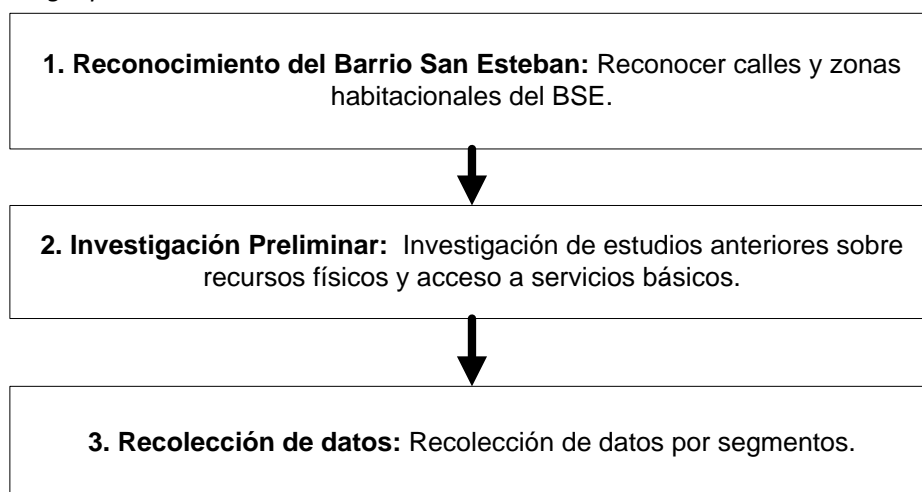 1. Reconocimiento del Barrio San Esteban: Reconocer calles y zonas
habitacionales del BSE.
2. Investigación Preliminar: Investigación de estudios anteriores sobre
recursos físicos y acceso a servicios básicos.
3. Recolección de datos: Recolección de datos por segmentos.